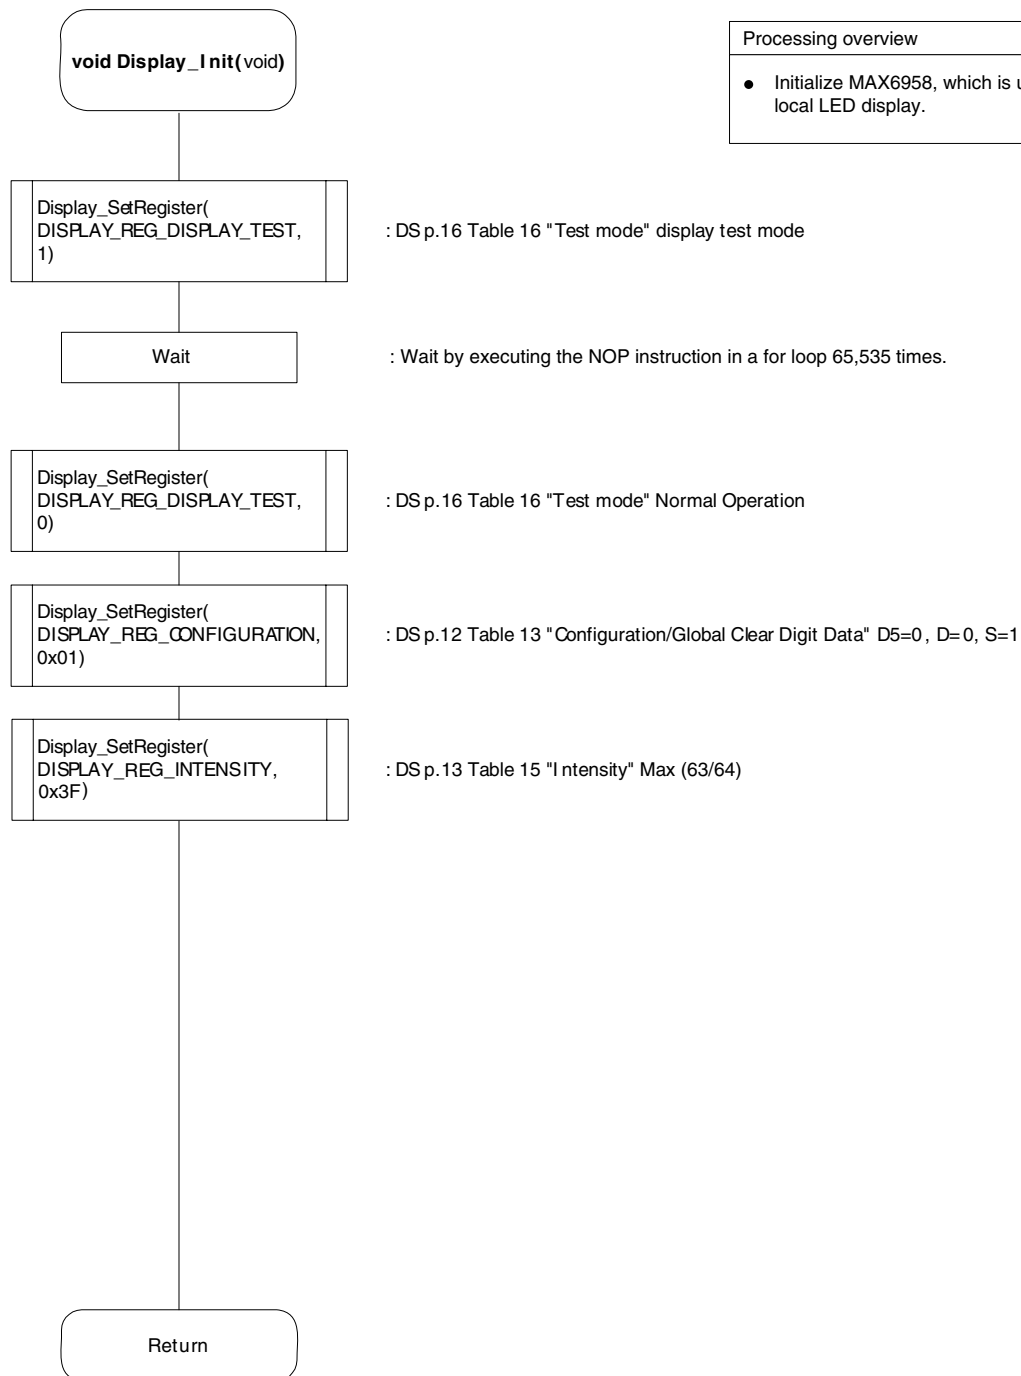 void Display_Init(void)
Processing overview
● Initialize MAX6958, which is
local LED display.
Display_SetRegister(
DISPLAY_REG_DISPLAY_TEST,
1)
: DS p.16 Table 16 "Test mode" display test mode
Wait
: Wait by executing the NOP instruction in a for loop 65,535 times.
Display_SetRegister(
DISPLAY_REG_DISPLAY_TEST,
0)
: DS p.16 Table 16 "Test mode" Normal Operation
Display_SetRegister(
DISPLAY_REG_CONFIGURATION,
0x01)
: DS p.12 Table 13 "Configuration/Global Clear Digit Data" D5=0, D=0, S=1
Display_SetRegister(
DISPLAY_REG_INTENSITY,
0x3F)
: DS p.13 Table 15 "Intensity" Max (63/64)
Return